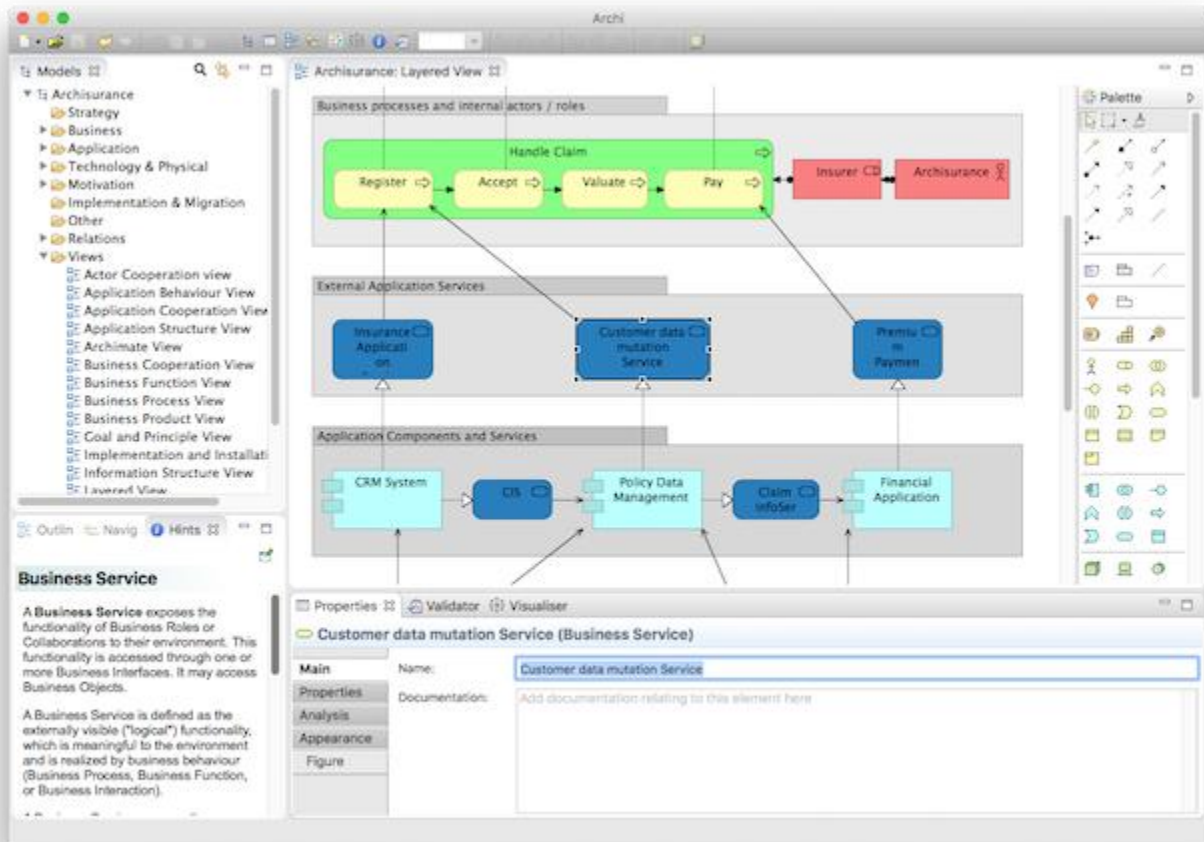 Archi
Models
Archisurance
Strategy
Business
Application
Technology & Physical
Motivation
Implementation & Migration
Other
Relations
Views
Actor Cooperation view
Application Behaviour View
Application Cooperation View
Application Structure View
Archimate View
Business Cooperation View
Business Function View
Business Process View
Business Product View
Goal and Principle View
Implementation and Installati
Information Structure View
Layered View
Archisurance: Layered View
Business processes and internal actors / roles
Handle Claim
Register
Accept
Valuate
Pay
Insurer
Archisurance
External Application Services
Insurance
Applicati
on
Customer data
mutation
Service
Premiu
m
Paymen
Application Components and Services
CRM System
CIS
Policy Data
Management
Claim
InfoSer
Financial
Application
Palette
Outlin
Navig
Hints
Business Service
A Business Service exposes the
functionality of Business Roles or
Collaborations to their environment. This
functionality is accessed through one or
more Business Interfaces. It may access
Business Objects.
A Business Service is defined as the
externally visible ("logical") functionality,
which is meaningful to the environment
and is realized by business behaviour
(Business Process, Business Function,
or Business Interaction).
Properties
Validator
Visualiser
Customer data mutation Service (Business Service)
Main
Properties
Analysis
Appearance
Figure
Name:
Customer data mutation Service
Documentation:
Add documentation relating to this element here